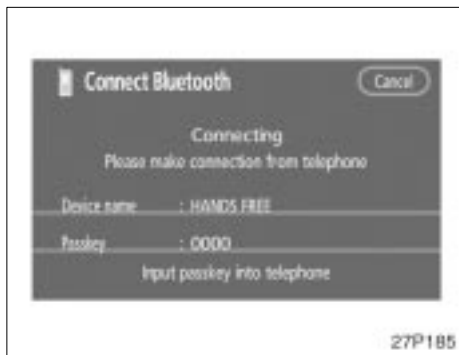 Connect Bluetooth
Cancel
Connecting
Please make connection from telephone
Device name : HANDS FREE
Passkey : 0000
Input passkey into telephone
27P185